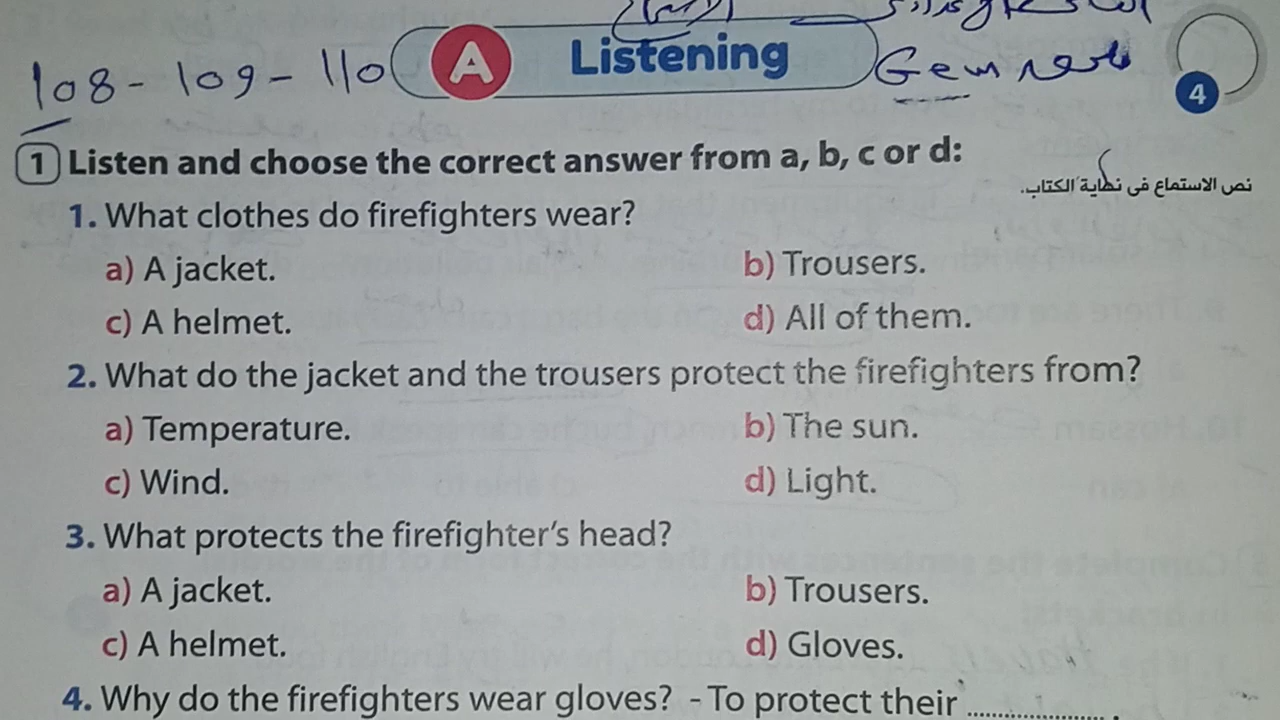 108 - 109 - 110 A Listening Gem
4
1 Listen and choose the correct answer from a, b, c or d:
نص الاستماع فى نهاية الكتاب.
1. What clothes do firefighters wear?
a) A jacket. b) Trousers.
c) A helmet. d) All of them.
2. What do the jacket and the trousers protect the firefighters from?
a) Temperature. b) The sun.
c) Wind. d) Light.
3. What protects the firefighter's head?
a) A jacket. b) Trousers.
c) A helmet. d) Gloves.
4. Why do the firefighters wear gloves? - To protect their ....................